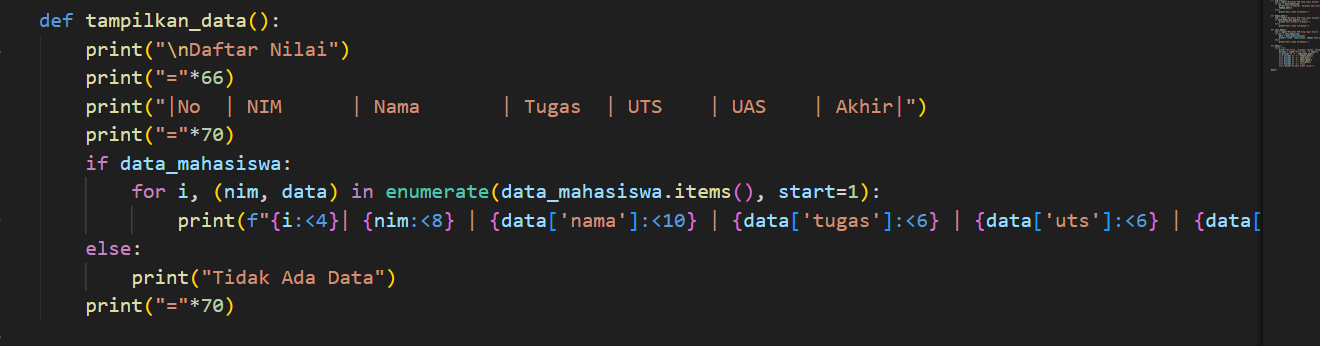 def tampilkan_data():
    print("\nDaftar Nilai")
    print("="*66)
    print("|No  | NIM      | Nama       | Tugas  | UTS    | UAS    | Akhir|")
    print("="*70)
    if data_mahasiswa:
        for i, (nim, data) in enumerate(data_mahasiswa.items(), start=1):
            print(f"{i:<4}| {nim:<8} | {data['nama']:<10} | {data['tugas']:<6} | {data['uts']:<6} | {data[
    else:
        print("Tidak Ada Data")
    print("="*70)